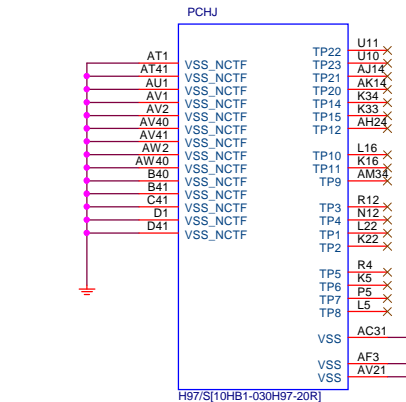 PCHJ
AT1 VSS_NCTF
AT41 VSS_NCTF
AU1 VSS_NCTF
AV1 VSS_NCTF
AV2 VSS_NCTF
AV40 VSS_NCTF
AV41 VSS_NCTF
AW2 VSS_NCTF
AW40 VSS_NCTF
B40 VSS_NCTF
B41 VSS_NCTF
C41 VSS_NCTF
D1 VSS_NCTF
D41 VSS_NCTF
TP22 U11
TP23 U10
TP21 AJ14
TP20 AK14
TP14 K34
TP15 K33
TP12 AH24
TP10 L16
TP11 K16
TP9 AM34
TP3 R12
TP4 N12
TP1 L22
TP2 K22
TP5 R4
TP6 K5
TP7 P5
TP8 L5
VSS AC31
VSS AF3
VSS AV21
H97/S[10HB1-030H97-20R]